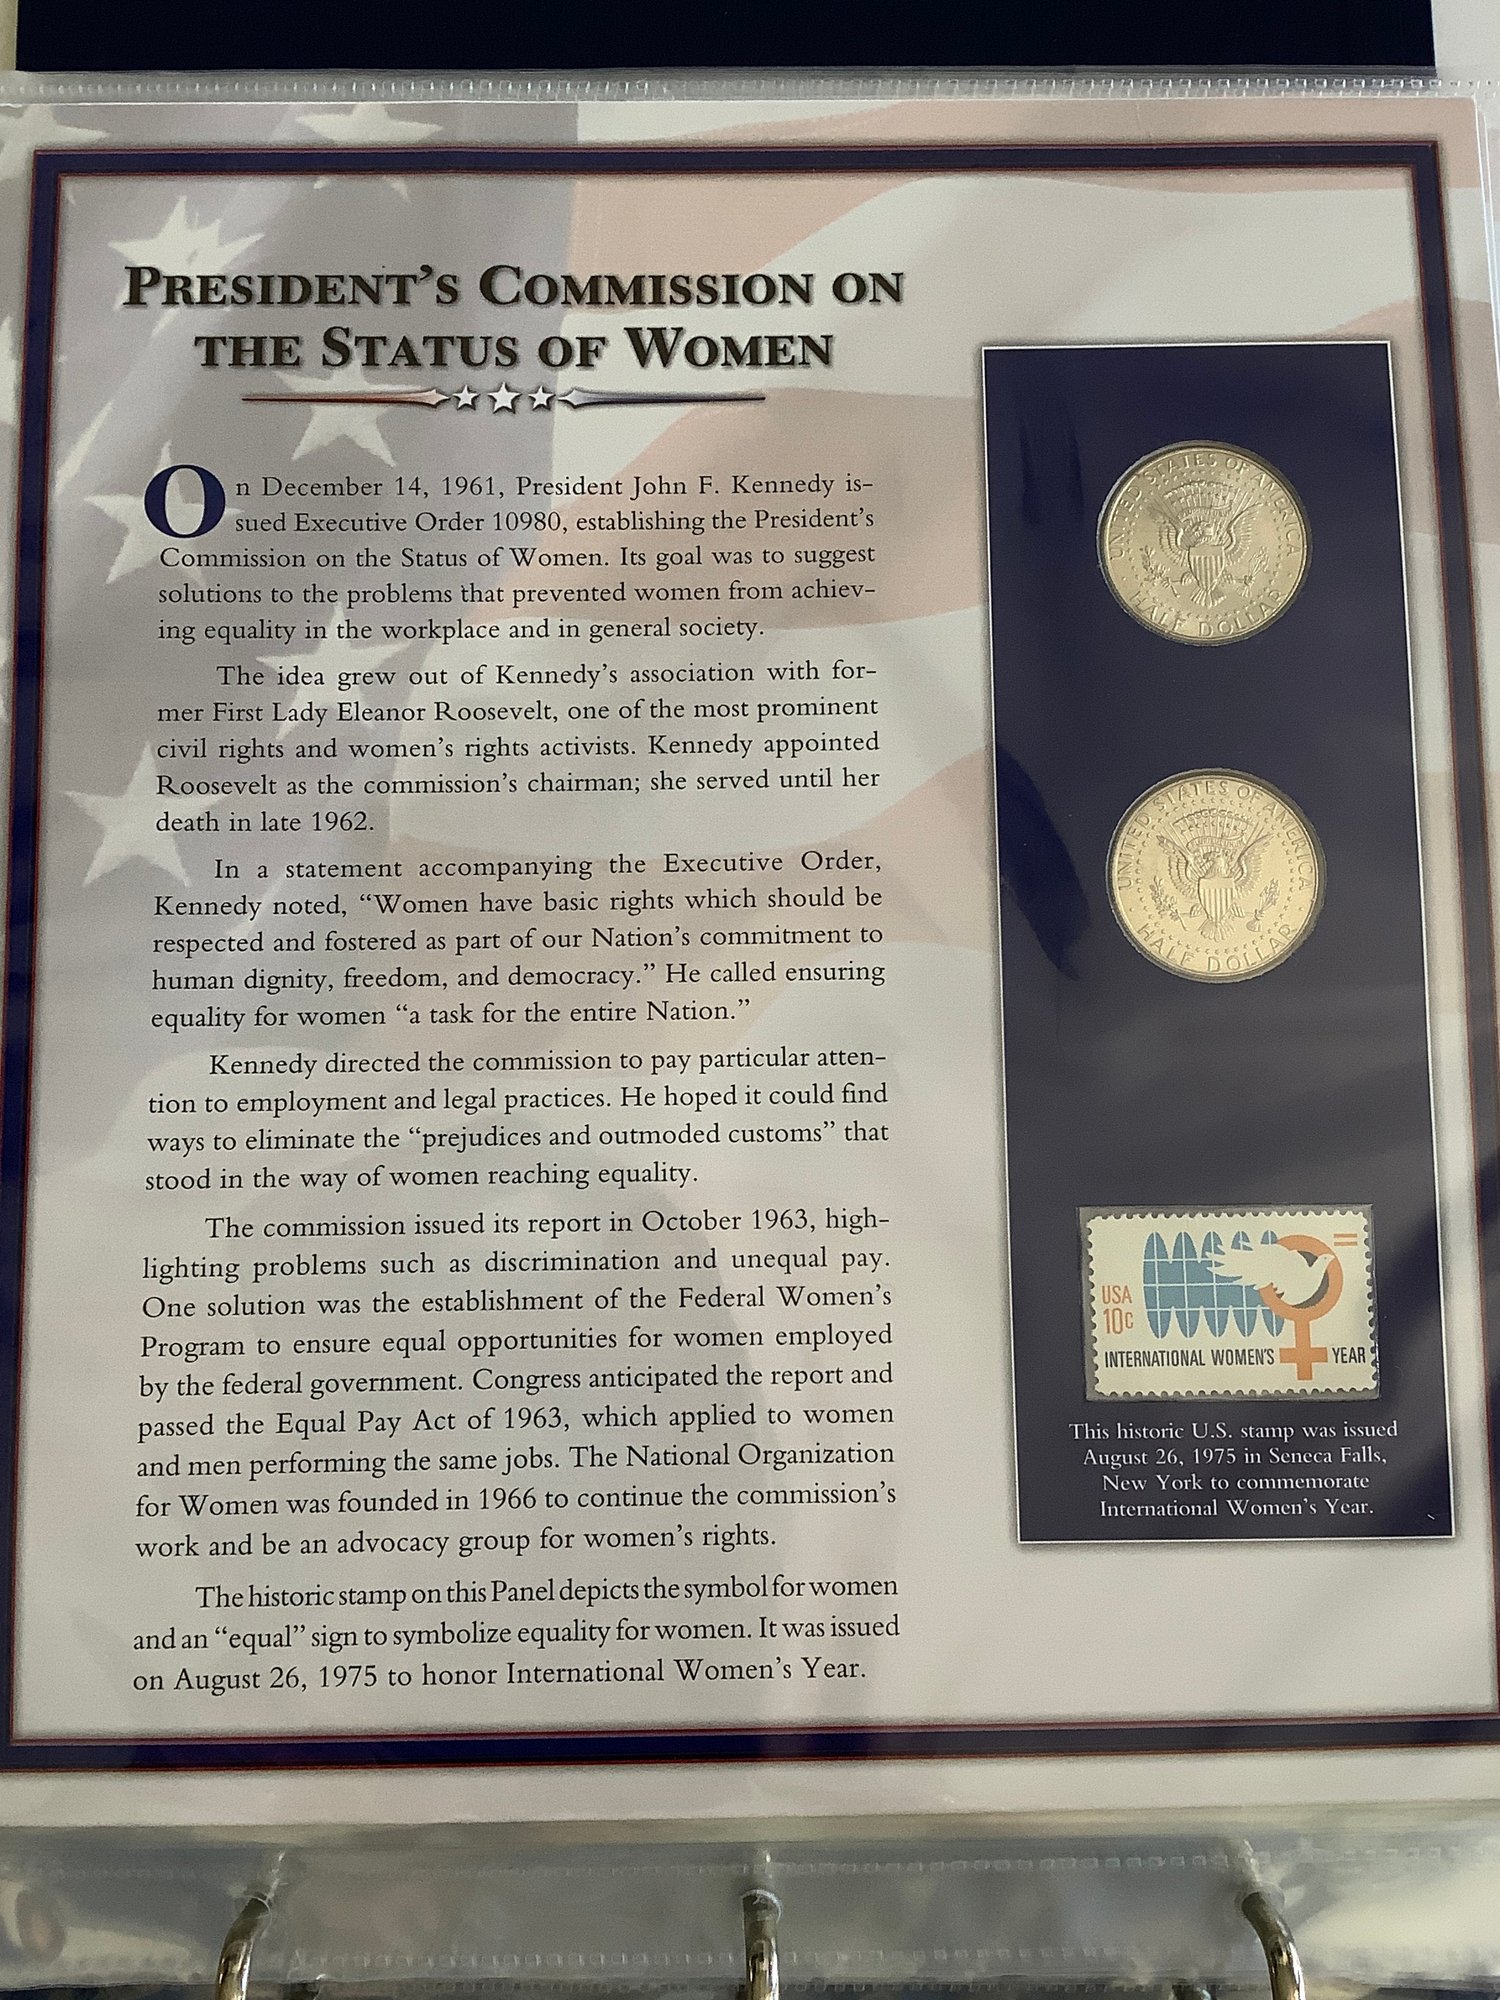 PRESIDENT'S COMMISSION ON
THE STATUS OF WOMEN
On December 14, 1961, President John F. Kennedy is-
sued Executive Order 10980, establishing the President's
Commission on the Status of Women. Its goal was to suggest
solutions to the problems that prevented women from achiev-
ing equality in the workplace and in general society.
The idea grew out of Kennedy's association with for-
mer First Lady Eleanor Roosevelt, one of the most prominent
civil rights and women's rights activists. Kennedy appointed
Roosevelt as the commission's chairman; she served until her
death in late 1962.
In a statement accompanying the Executive Order,
Kennedy noted, “Women have basic rights which should be
respected and fostered as part of our Nation's commitment to
human dignity, freedom, and democracy.” He called ensuring
equality for women “a task for the entire Nation.”
Kennedy directed the commission to pay particular atten-
tion to employment and legal practices. He hoped it could find
ways to eliminate the “prejudices and outmoded customs” that
stood in the way of women reaching equality.
The commission issued its report in October 1963, high-
lighting problems such as discrimination and unequal pay.
One solution was the establishment of the Federal Women's
Program to ensure equal opportunities for women employed
by the federal government. Congress anticipated the report and
passed the Equal Pay Act of 1963, which applied to women
and men performing the same jobs. The National Organization
for Women was founded in 1966 to continue the commission's
work and be an advocacy group for women's rights.
The historic stamp on this Panel depicts the symbol for women
and an “equal” sign to symbolize equality for women. It was issued
on August 26, 1975 to honor International Women's Year.
UNITED STATES OF AMERICA
HALF DOLLAR
UNITED STATES OF AMERICA
HALF DOLLAR
USA
10c
INTERNATIONAL WOMEN'S YEAR
This historic U.S. stamp was issued
August 26, 1975 in Seneca Falls,
New York to commemorate
International Women's Year.